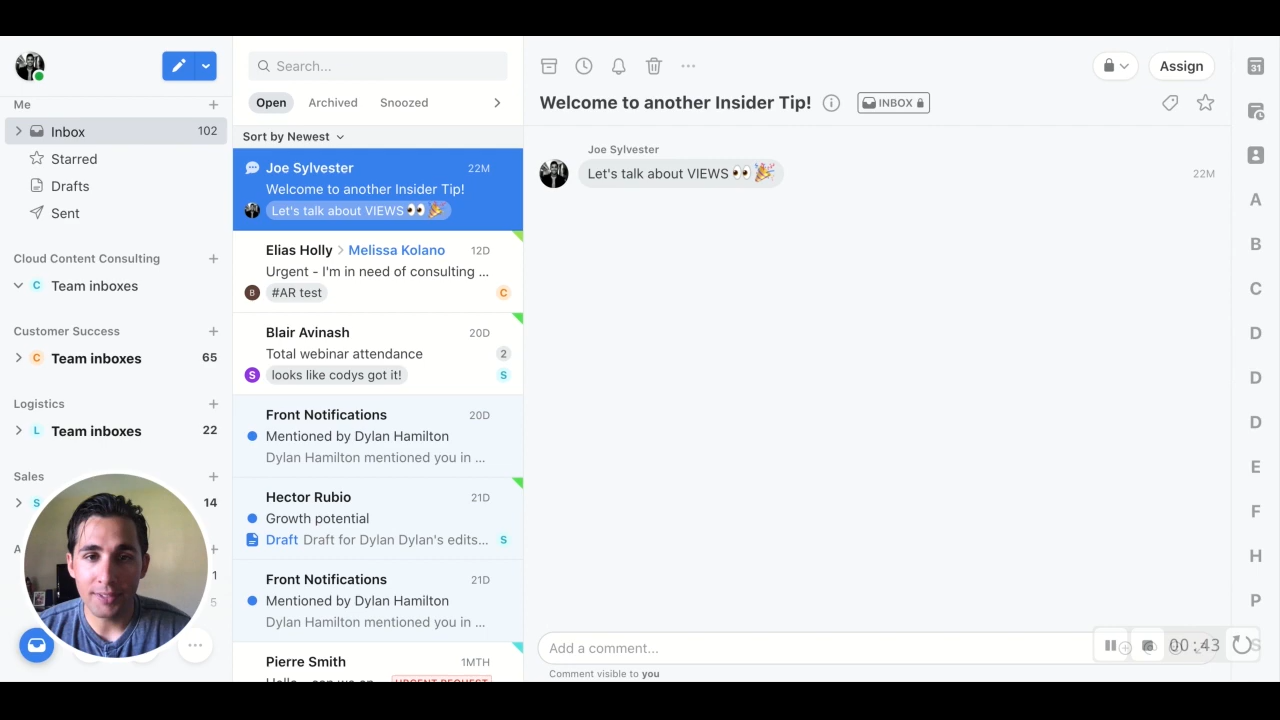 Me
Inbox 102
Starred
Drafts
Sent
Cloud Content Consulting
C Team inboxes
Customer Success
C Team inboxes 65
Logistics
L Team inboxes 22
Sales
S 14
A
1
5
Search...
Open Archived Snoozed
Sort by Newest
Joe Sylvester 22M
Welcome to another Insider Tip!
Let's talk about VIEWS 👀 🎉
Elias Holly > Melissa Kolano 12D
Urgent - I'm in need of consulting ...
B #AR test C
Blair Avinash 20D
Total webinar attendance 2
S looks like codys got it! S
Front Notifications 20D
Mentioned by Dylan Hamilton
Dylan Hamilton mentioned you in ...
Hector Rubio 21D
Growth potential
Draft Draft for Dylan Dylan's edits... S
Front Notifications 21D
Mentioned by Dylan Hamilton
Dylan Hamilton mentioned you in ...
Pierre Smith 1MTH
URGENT REQUEST
Assign
Welcome to another Insider Tip! INBOX
Joe Sylvester
Let's talk about VIEWS 👀 🎉 22M
Add a comment...
Comment visible to you
00:43
31
A
B
C
D
D
D
E
F
H
P
S